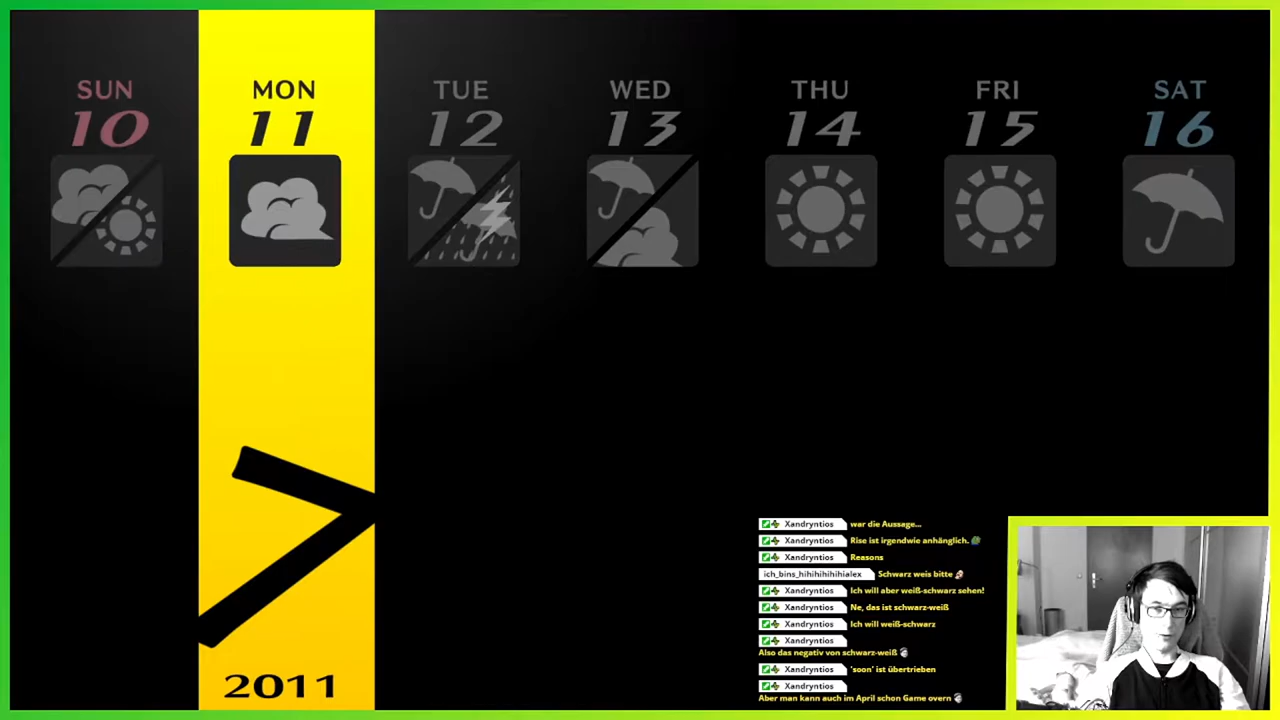 SUN MON TUE WED THU FRI SAT
10 11 12 13 14 15 16
2011
Xandryntios war die Aussage...
Xandryntios Rise ist irgendwie anhänglich.
Xandryntios Reasons
ich_bins_hihihihihihialex Schwarz weis bitte
Xandryntios Ich will aber weiß-schwarz sehen!
Xandryntios Ne, das ist schwarz-weiß
Xandryntios Ich will weiß-schwarz
Xandryntios
Also das negativ von schwarz-weiß
Xandryntios 'soon' ist übertrieben
Xandryntios
Aber man kann auch im April schon Game overn